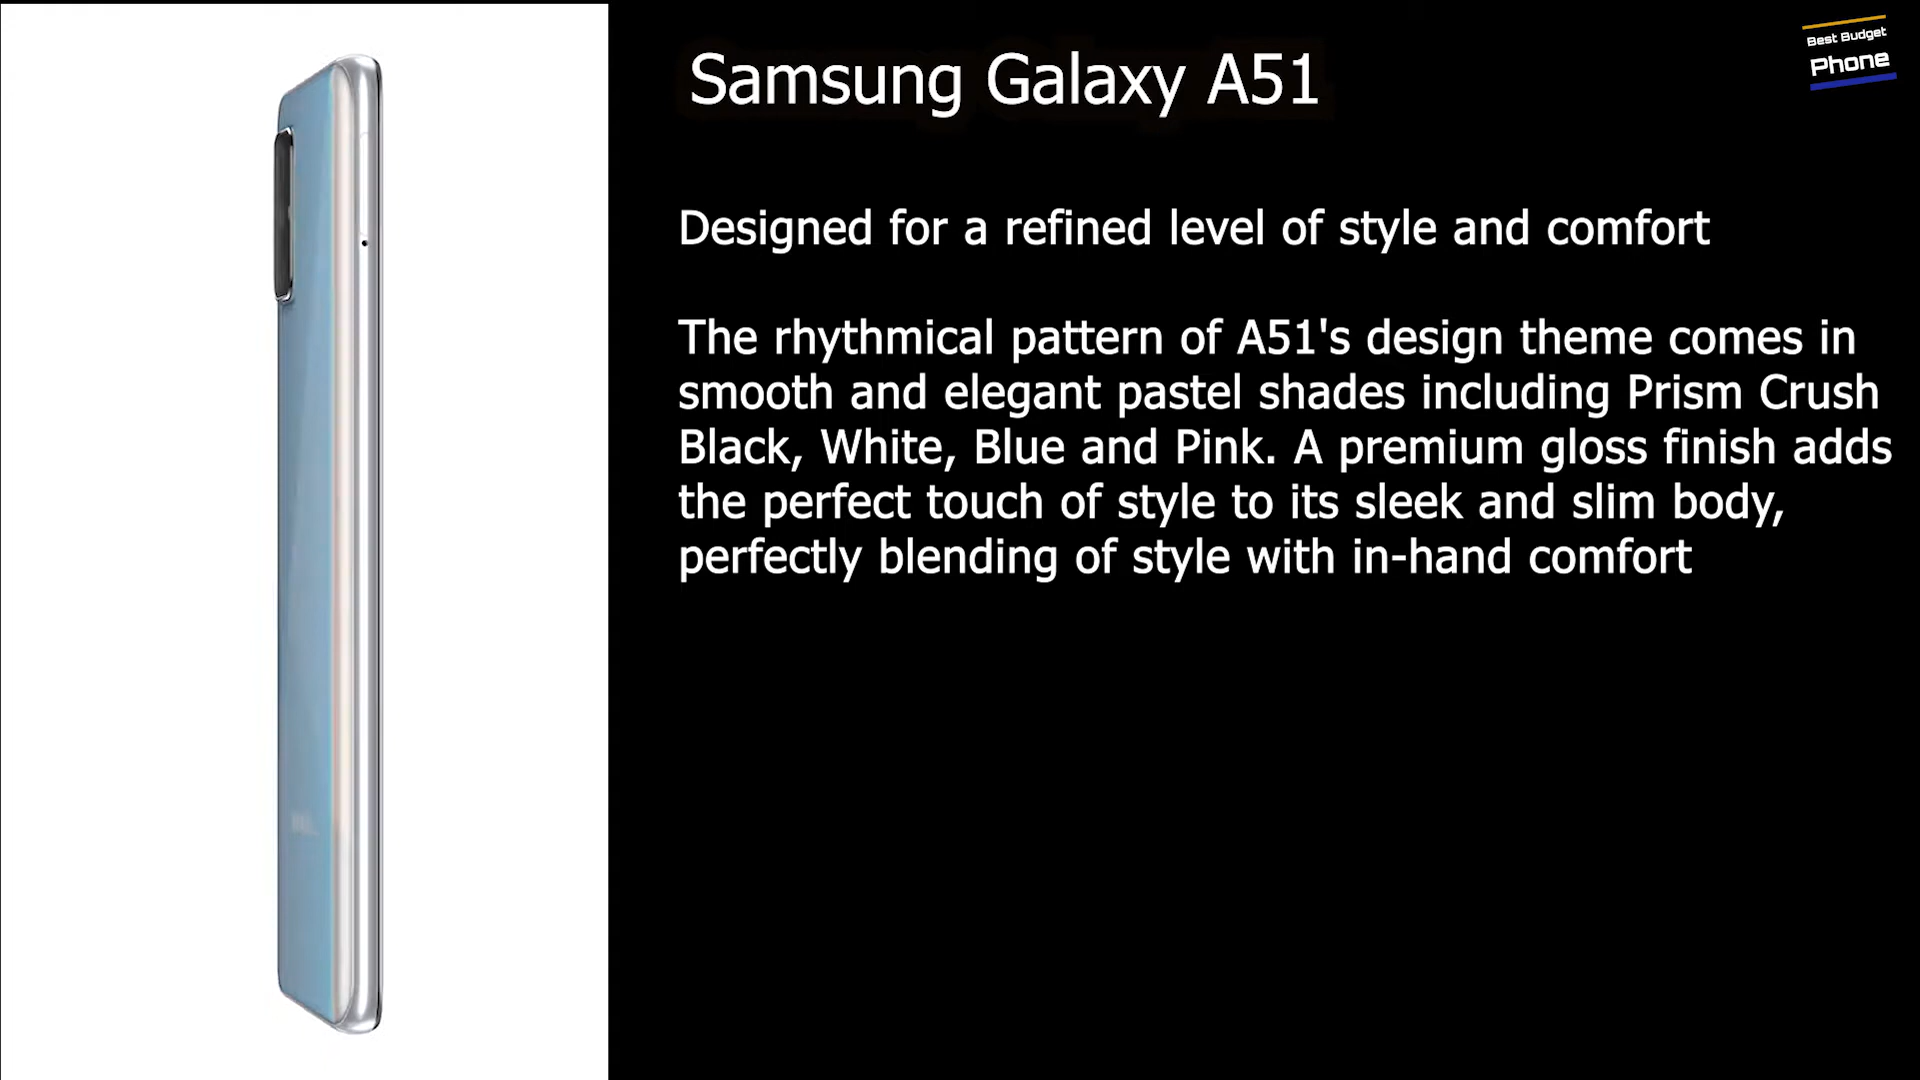 Samsung Galaxy A51
Best Budget
Phone
Designed for a refined level of style and comfort
The rhythmical pattern of A51's design theme comes in
smooth and elegant pastel shades including Prism Crush
Black, White, Blue and Pink. A premium gloss finish adds
the perfect touch of style to its sleek and slim body,
perfectly blending of style with in-hand comfort